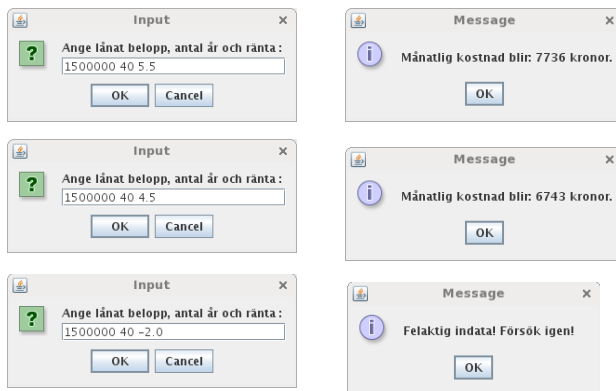 Input
Ange lånat belopp, antal år och ränta :
1500000 40 5.5
OK Cancel
Message
Månatlig kostnad blir: 7736 kronor.
OK
Input
Ange lånat belopp, antal år och ränta :
1500000 40 4.5
OK Cancel
Message
Månatlig kostnad blir: 6743 kronor.
OK
Input
Ange lånat belopp, antal år och ränta :
1500000 40 -2.0
OK Cancel
Message
Felaktig indata! Försök igen!
OK